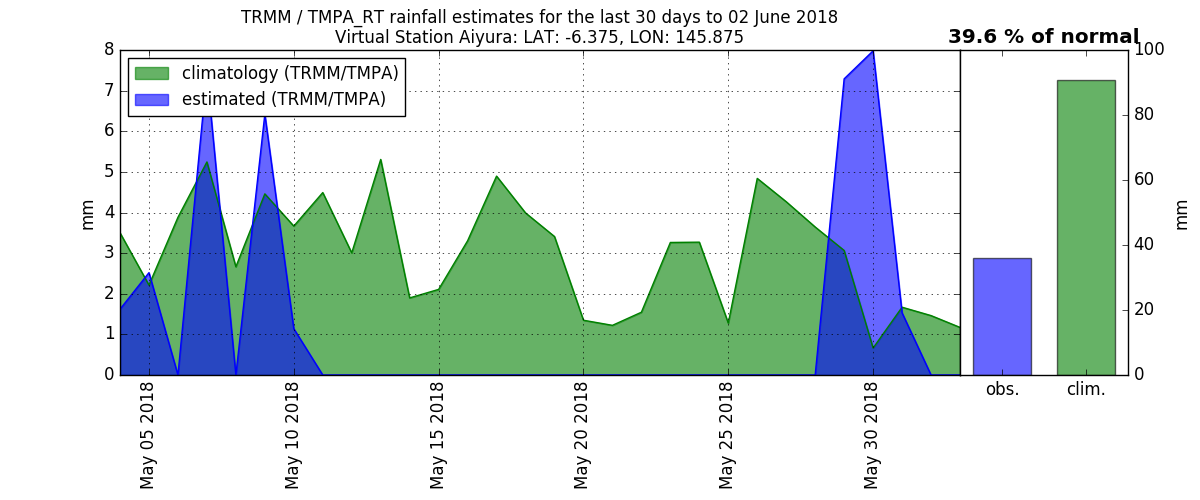 TRMM / TMPA_RT rainfall estimates for the last 30 days to 02 June 2018
Virtual Station Aiyura: LAT: -6.375, LON: 145.875
39.6 % of normal
climatology (TRMM/TMPA)
estimated (TRMM/TMPA)
8
7
6
5
4
3
2
1
0
mm
May 05 2018
May 10 2018
May 15 2018
May 20 2018
May 25 2018
May 30 2018
obs.
clim.
100
80
60
40
20
0
mm